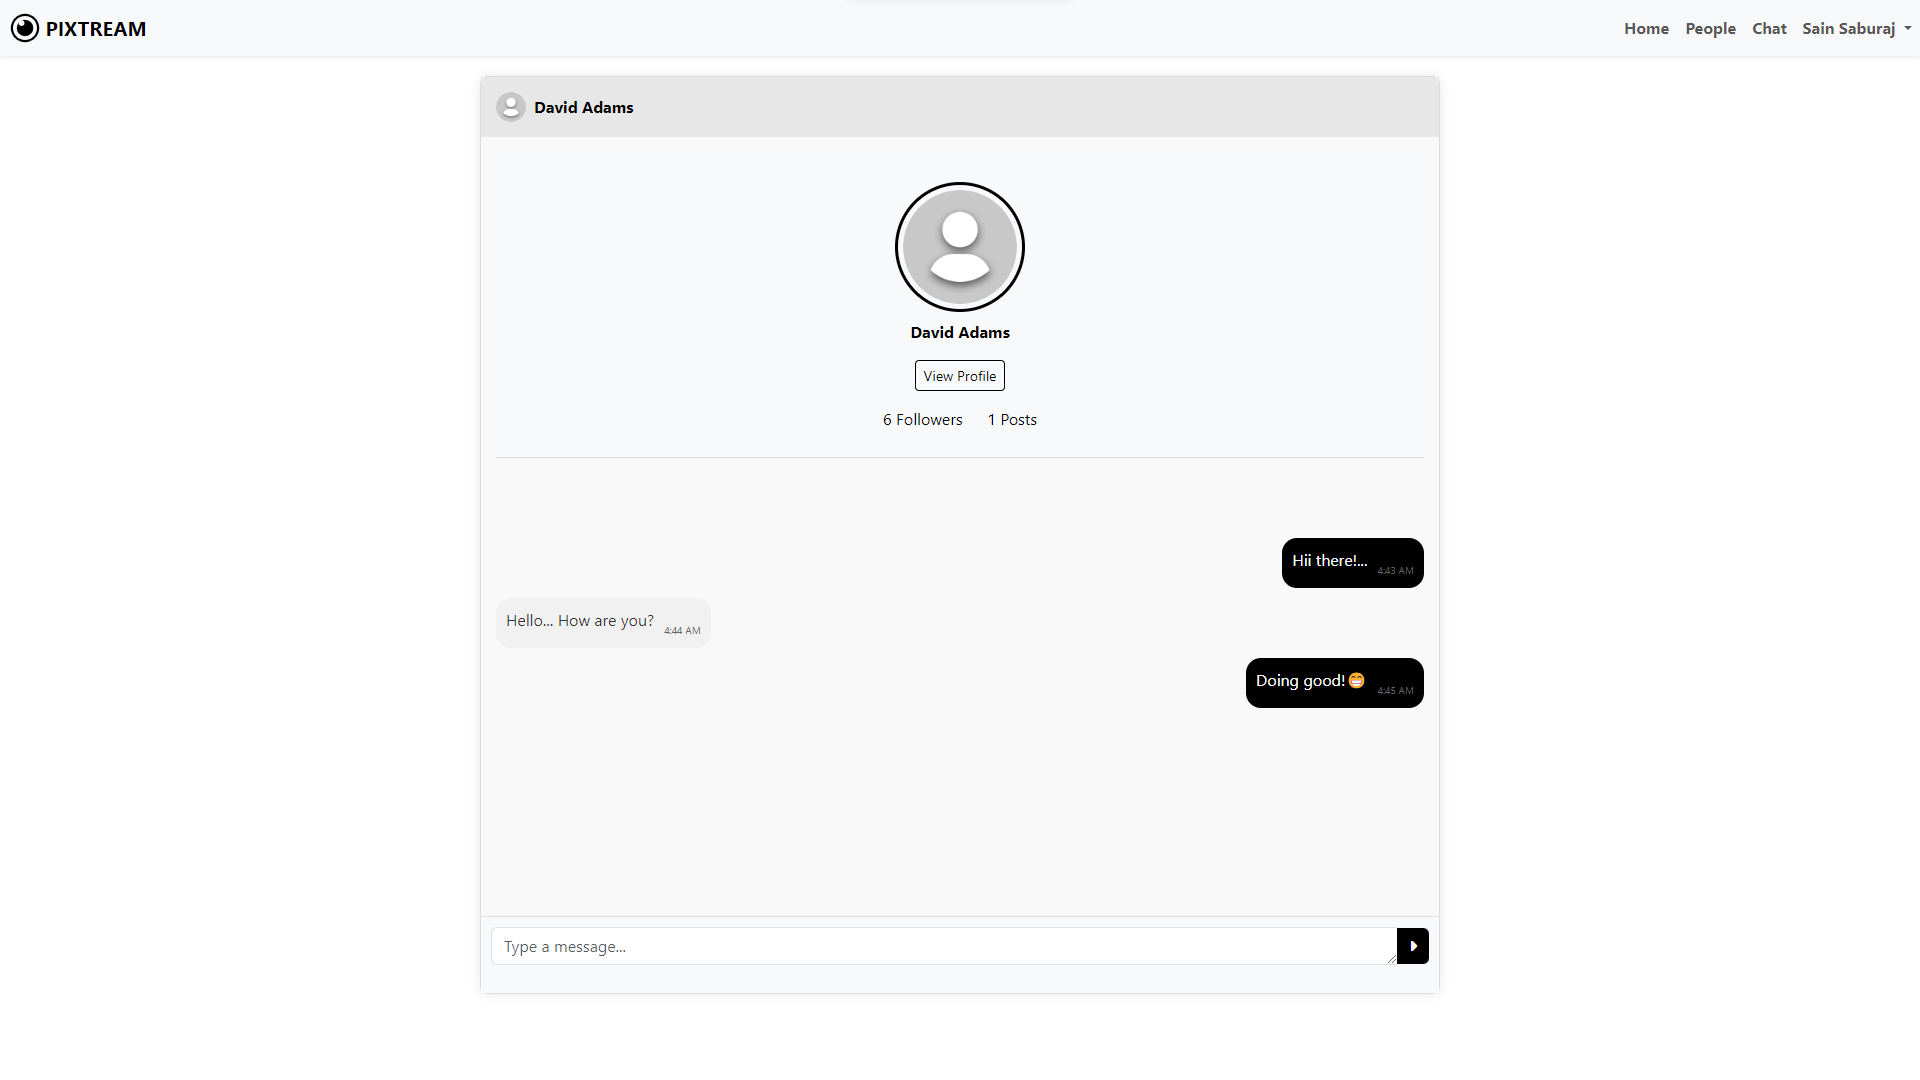 PIXTREAM
Home People Chat Sain Saburaj
David Adams
David Adams
View Profile
6 Followers 1 Posts
Hii there!... 4:43 AM
Hello... How are you? 4:44 AM
Doing good!😁 4:45 AM
Type a message...